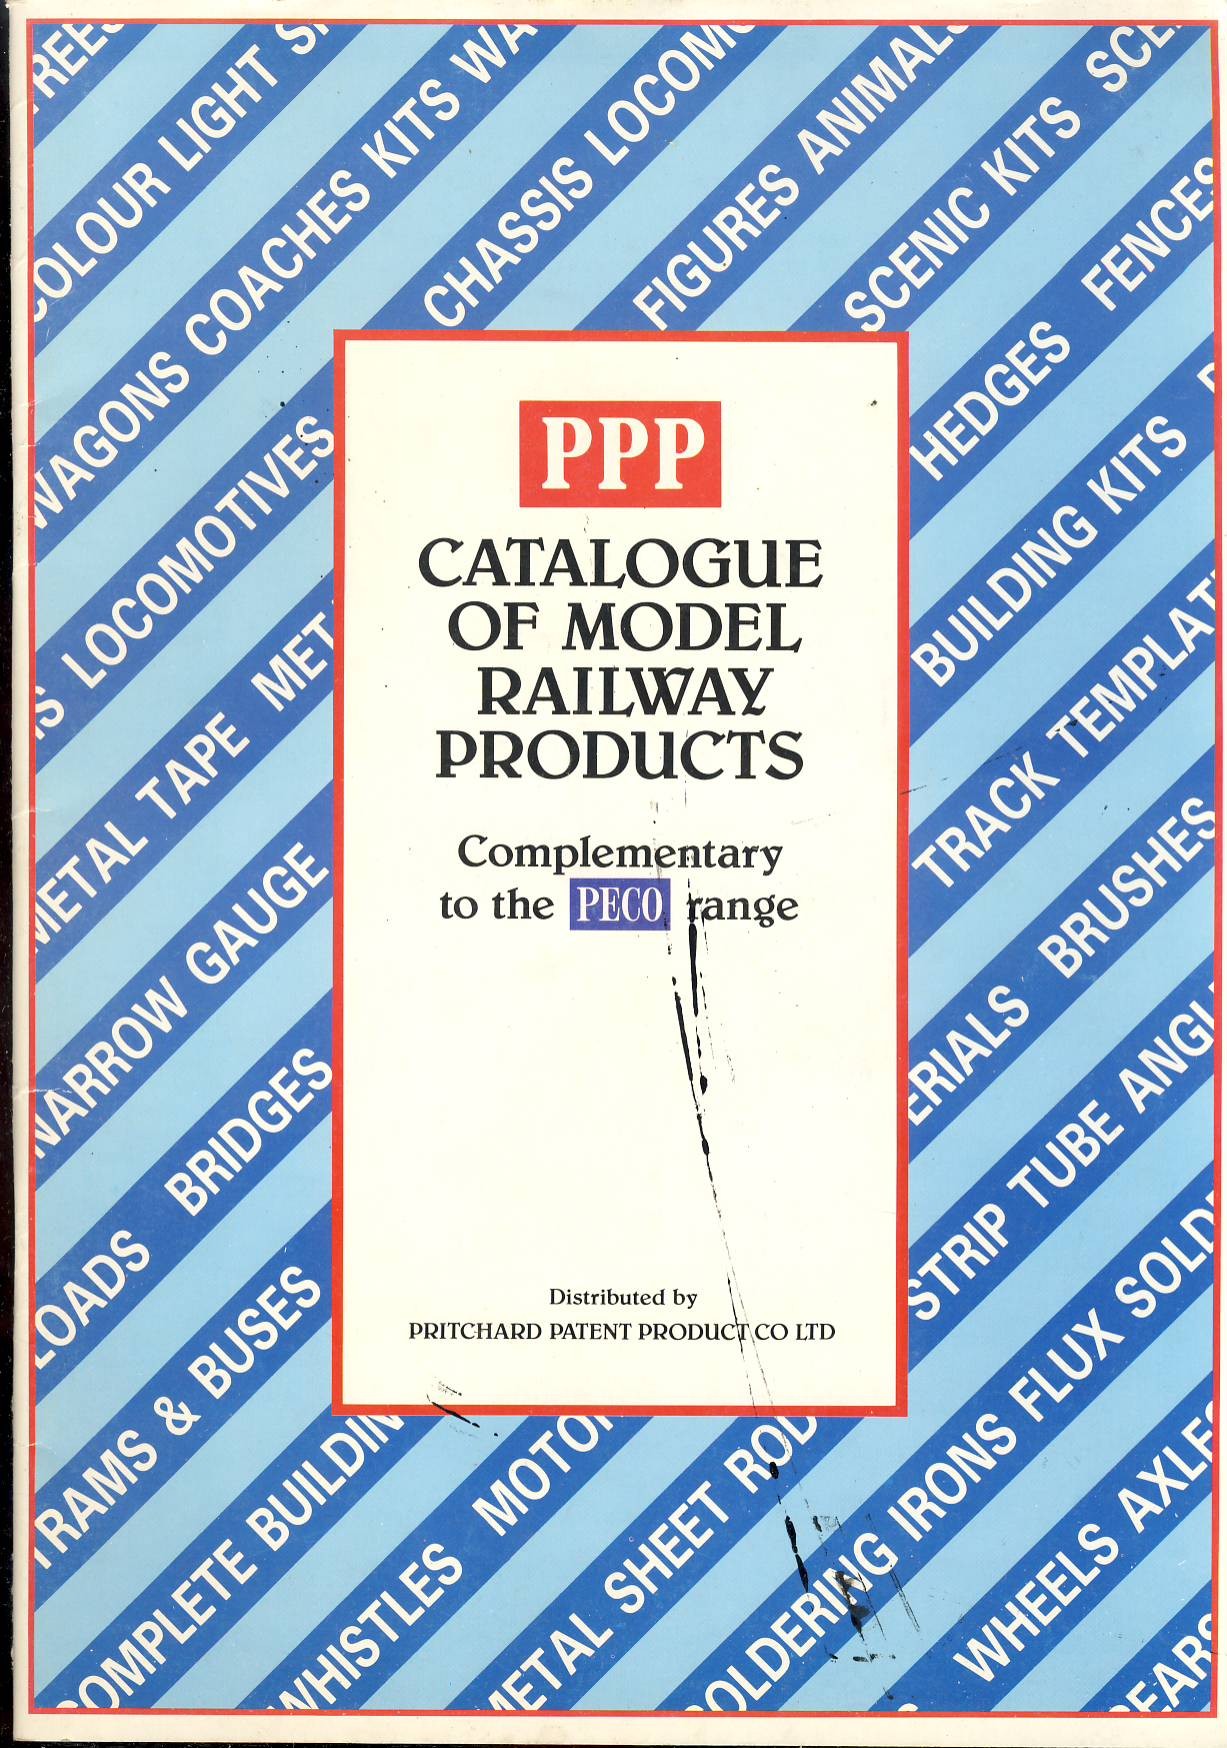 COLOUR LIGHT
WAGONS COACHES KITS
CHASSIS
FIGURES
SCENIC KITS
HEDGES FENCES
LOCOMOTIVES
BUILDING KITS
METAL TAPE
TRACK
NARROW GAUGE
BRUSHES
BRIDGES
STRIP TUBE
LOADS
TRAMS & BUSES
COMPLETE
WHISTLES
METAL SHEET
SOLDERING IRONS FLUX
WHEELS
PPP
CATALOGUE
OF MODEL
RAILWAY
PRODUCTS
Complementary
to the PECO range
Distributed by
PRITCHARD PATENT PRODUCT CO LTD